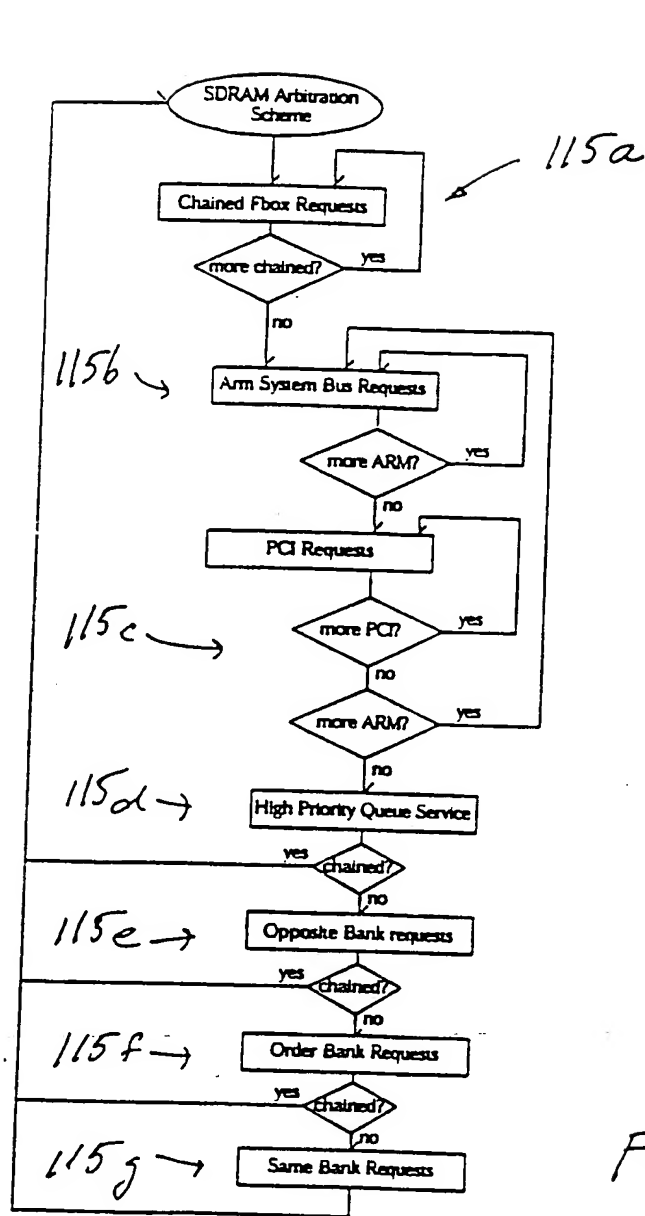 SDRAM Arbitration
Scheme
115a
Chained Fbox Requests
more chained?
yes
no
115b
Arm System Bus Requests
more ARM?
yes
no
PCI Requests
115c
more PCI?
yes
no
more ARM?
yes
no
115d
High Priority Queue Service
yes
chained?
no
115e
Opposite Bank requests
yes
chained?
no
115f
Order Bank Requests
yes
chained?
no
115g
Same Bank Requests
F